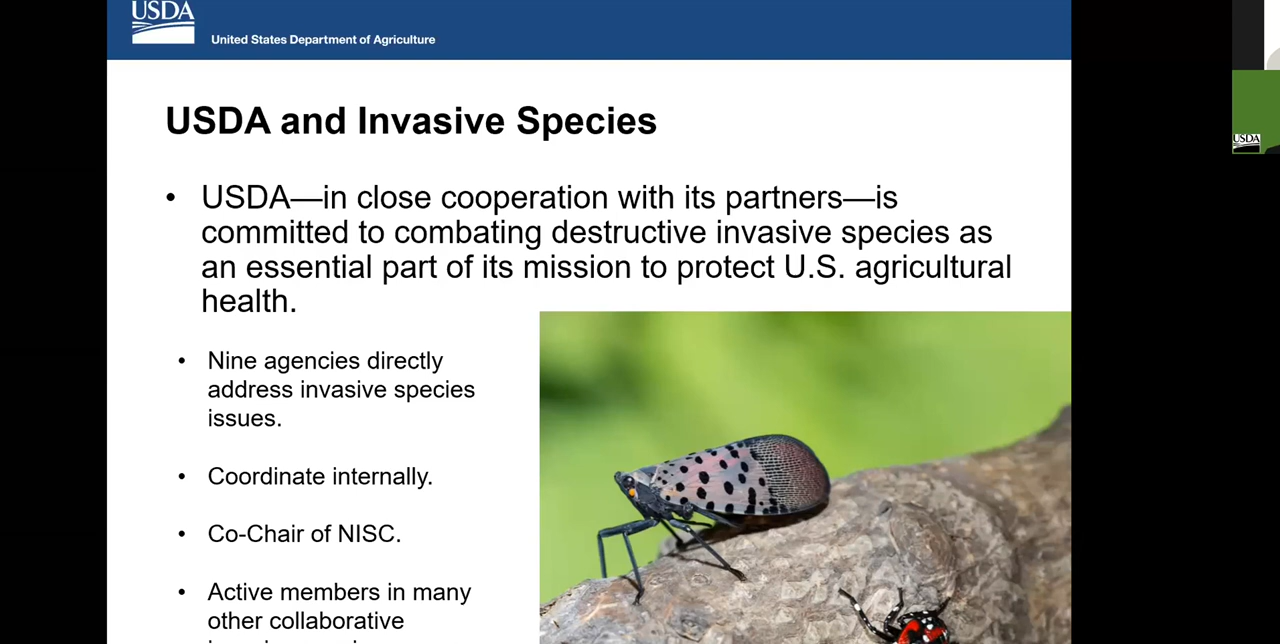 USDA
United States Department of Agriculture
USDA and Invasive Species
• USDA—in close cooperation with its partners—is
committed to combating destructive invasive species as
an essential part of its mission to protect U.S. agricultural
health.
• Nine agencies directly
address invasive species
issues.
• Coordinate internally.
• Co-Chair of NISC.
• Active members in many
other collaborative
USDA